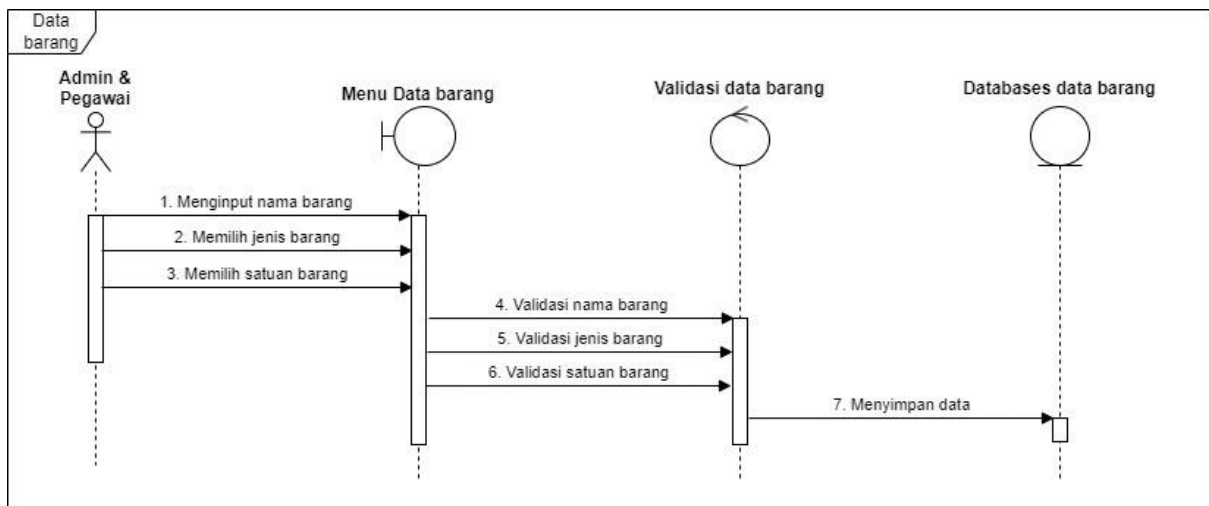 Data
barang
Admin &
Pegawai
Menu Data barang
Validasi data barang
Databases data barang
1. Menginput nama barang
2. Memilih jenis barang
3. Memilih satuan barang
4. Validasi nama barang
5. Validasi jenis barang
6. Validasi satuan barang
7. Menyimpan data